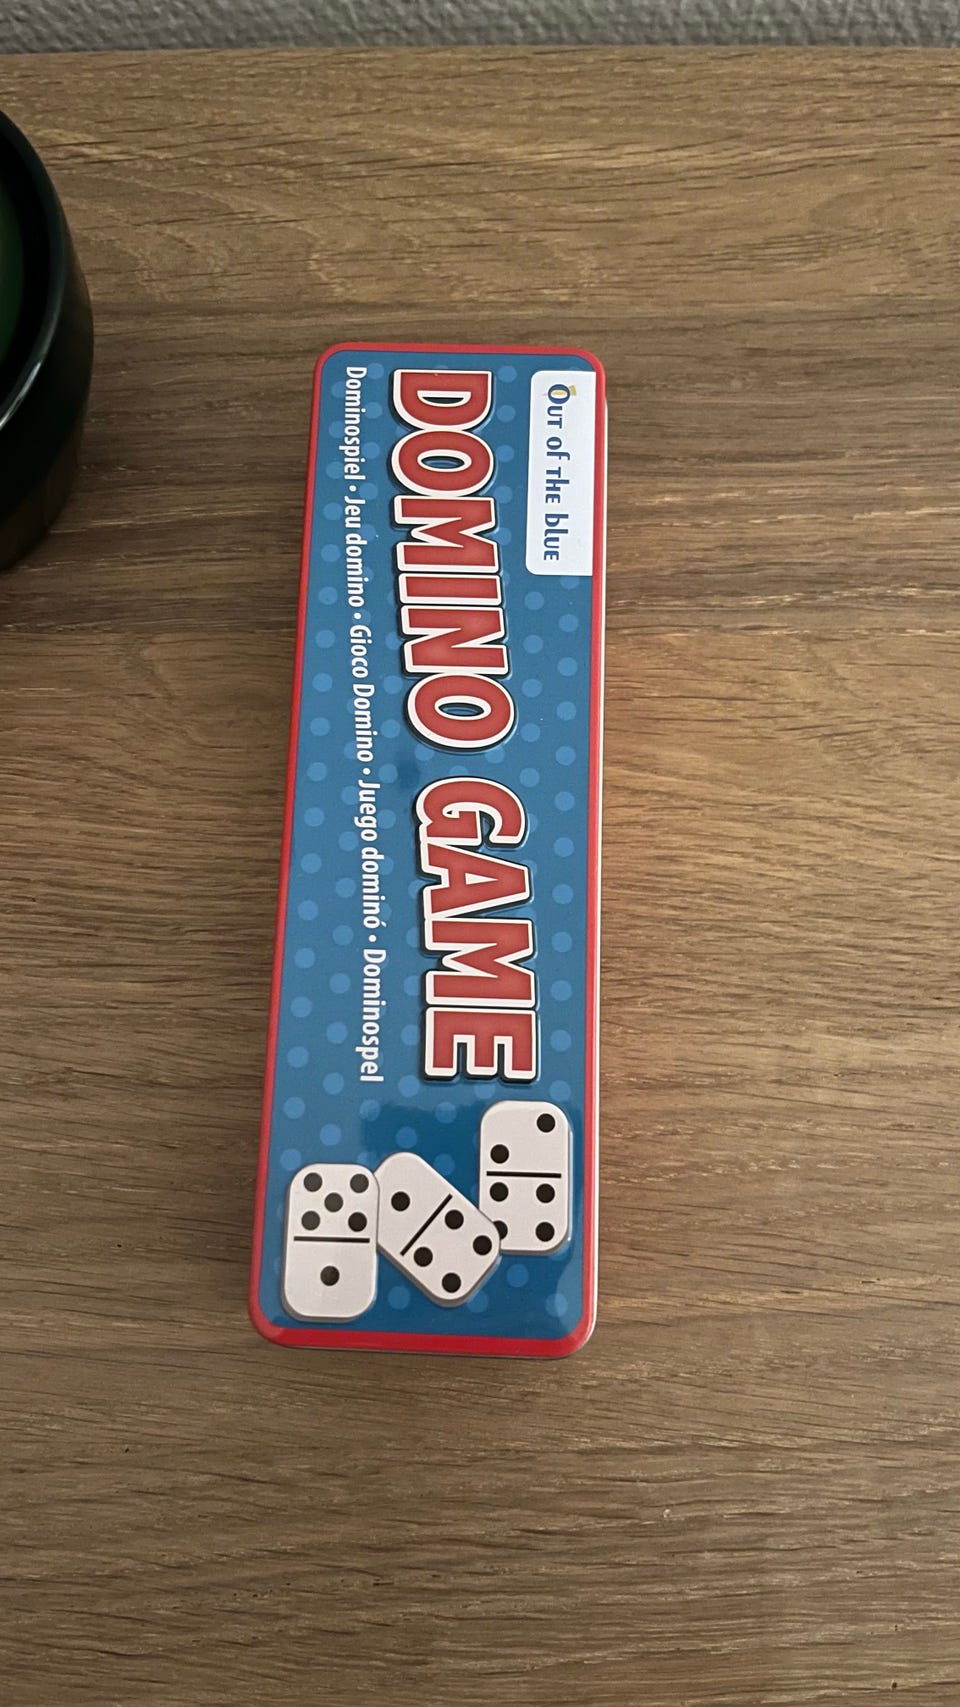 Out of the blue
DOMINO GAME
Dominospiel • Jeu domino • Gioco Domino • Juego dominó • Dominospel